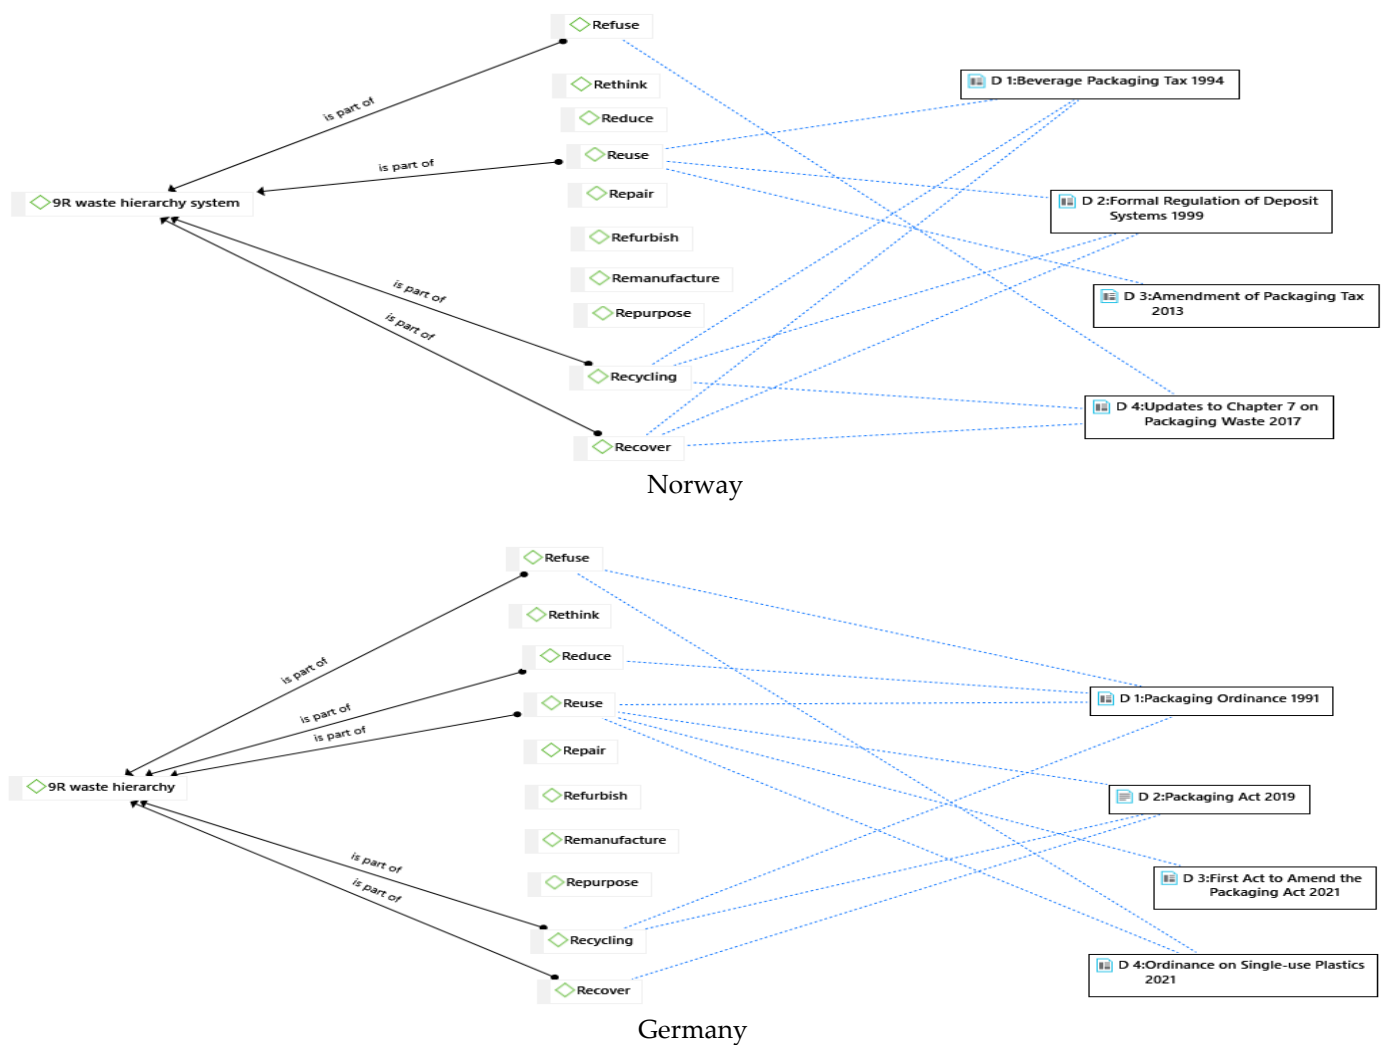 Refuse
D 1:Beverage Packaging Tax 1994
Rethink
is part of
Reduce
is part of
Reuse
Repair
9R waste hierarchy system
D 2:Formal Regulation of Deposit
Systems 1999
Refurbish
Remanufacture
is part of
D 3:Amendment of Packaging Tax
2013
Repurpose
is part of
Recycling
D 4:Updates to Chapter 7 on
Packaging Waste 2017
Recover
Norway
Refuse
Rethink
Reduce
is part of
D 1:Packaging Ordinance 1991
Reuse
is part of
is part of
Repair
9R waste hierarchy
Refurbish
D 2:Packaging Act 2019
Remanufacture
is part of
Repurpose
is part of
D 3:First Act to Amend the
Packaging Act 2021
Recycling
D 4:Ordinance on Single-use Plastics
2021
Recover
Germany